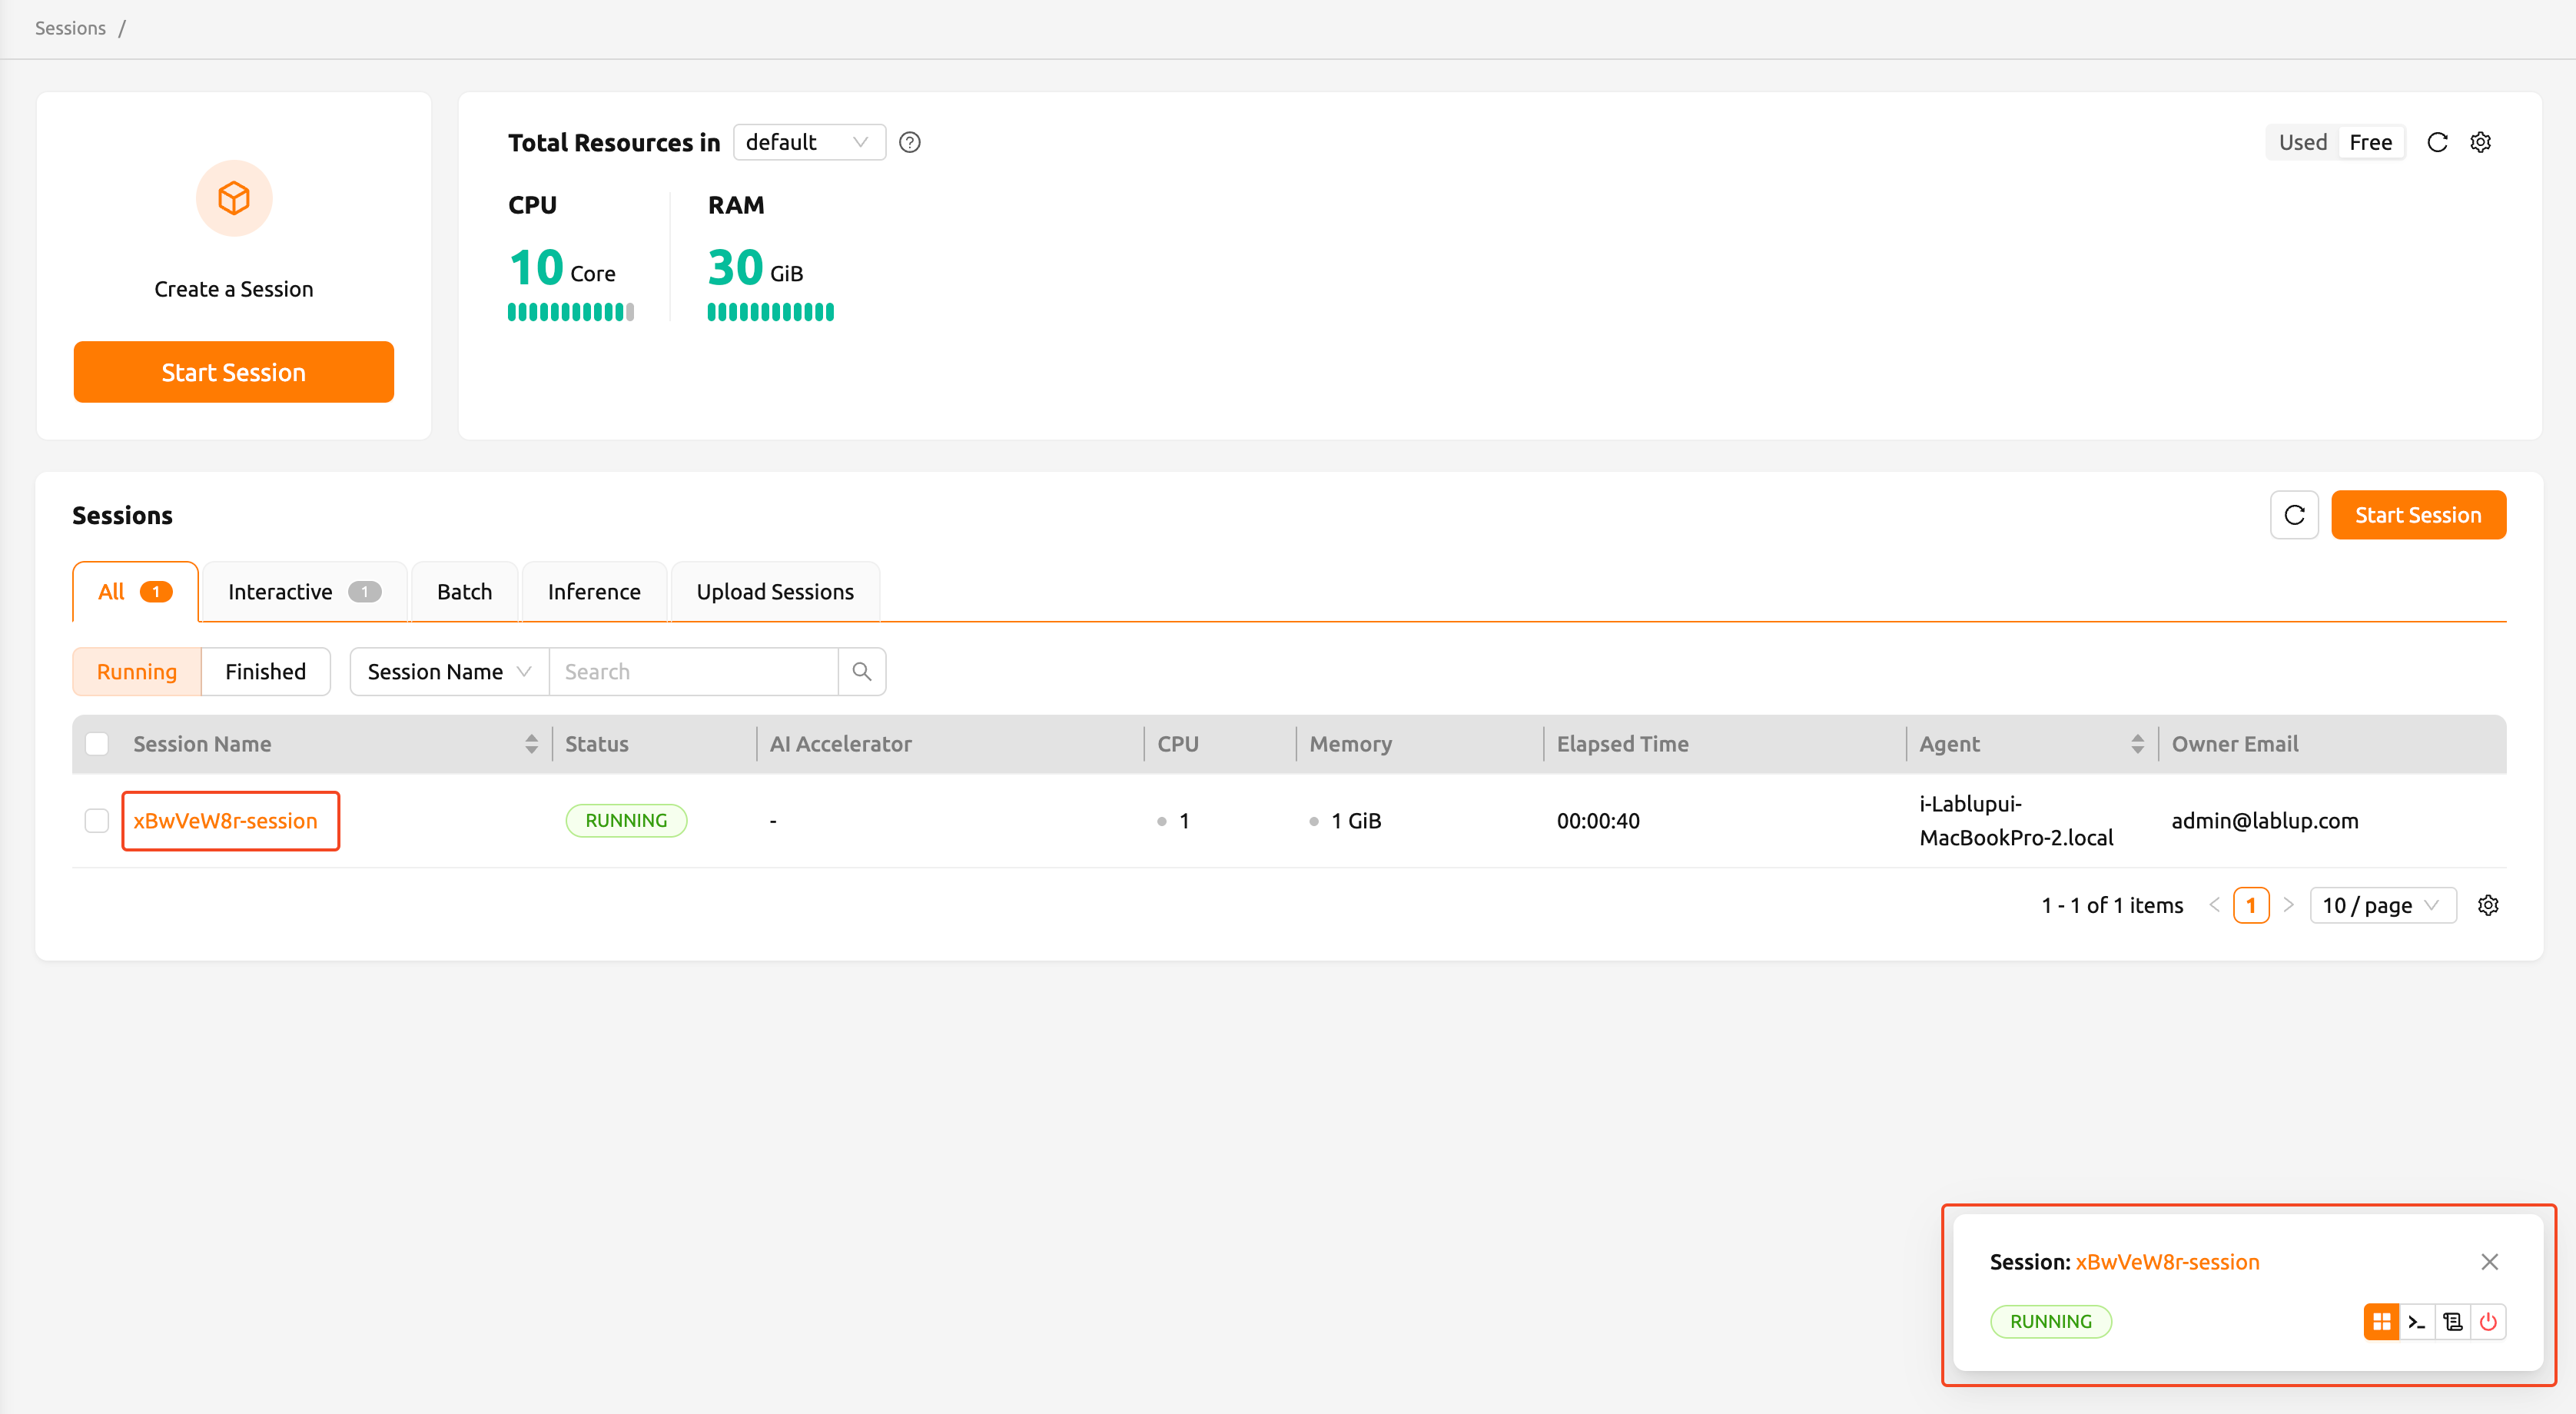 Sessions /
Create a Session
Start Session
Total Resources in default
Used Free
CPU
10 Core
RAM
30 GiB
Sessions
Start Session
All 1 Interactive 1 Batch Inference Upload Sessions
Running Finished Session Name Search
Session Name Status AI Accelerator CPU Memory Elapsed Time Agent Owner Email
xBwVeW8r-session RUNNING - 1 1 GiB 00:00:40 i-Lablupui-
MacBookPro-2.local admin@lablup.com
1 - 1 of 1 items < 1 > 10 / page
Session: xBwVeW8r-session
RUNNING